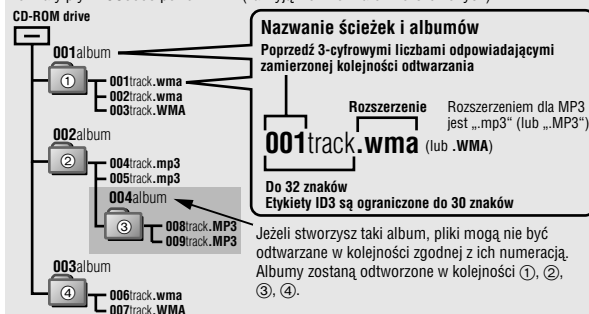 CD-ROM drive
001album
①
001track.wma
002track.wma
003track.WMA
002album
②
004track.mp3
005track.mp3
004album
③
008track.MP3
009track.MP3
003album
④
006track.wma
007track.WMA
Nazwanie ścieżek i albumów
Poprzedź 3-cyfrowymi liczbami odpowiadającymi
zamierzonej kolejności odtwarzania
Rozszerzenie
001track.wma (lub .WMA)
Rozszerzeniem dla MP3
jest „.mp3” (lub „.MP3”)
Do 32 znaków
Etykiety ID3 są ograniczone do 30 znaków
Jeżeli stworzysz taki album, pliki mogą nie być
odtwarzane w kolejności zgodnej z ich numeracją.
Albumy zostaną odtworzone w kolejności ①, ②,
③, ④.